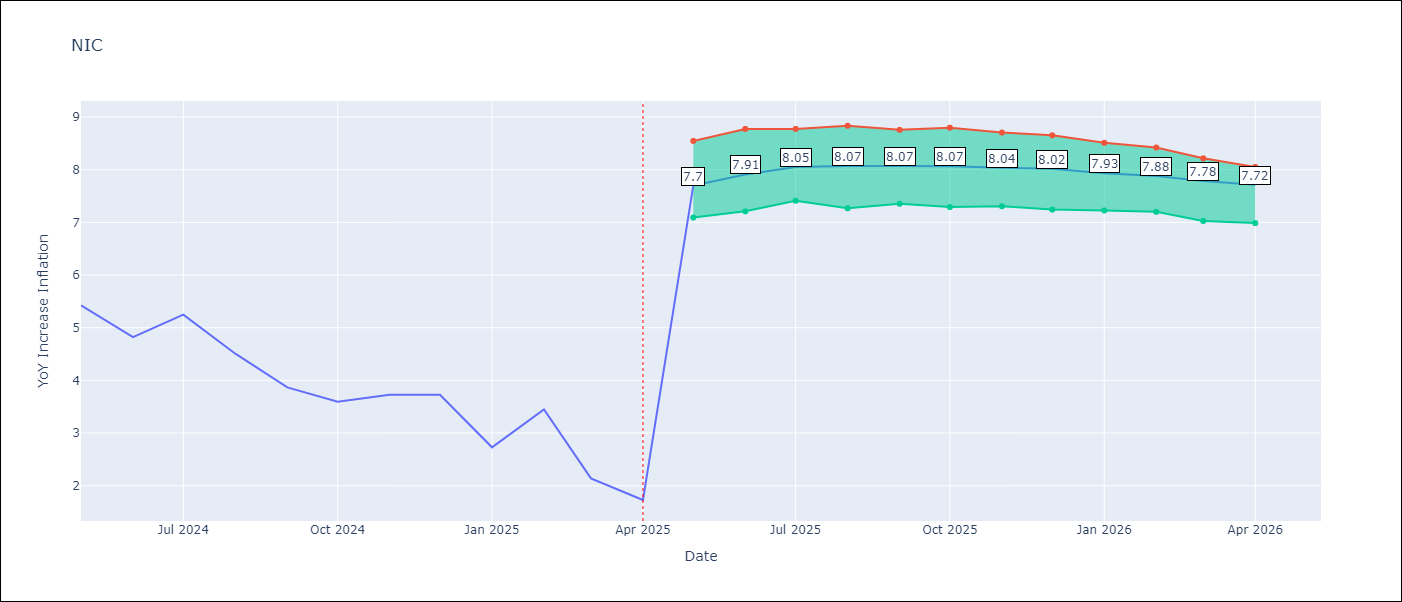 NIC
9
8
7
6
5
4
3
2
YoY Increase Inflation
7.7
7.91
8.05
8.07
8.07
8.07
8.04
8.02
7.93
7.88
7.78
7.72
Jul 2024
Oct 2024
Jan 2025
Apr 2025
Jul 2025
Oct 2025
Jan 2026
Apr 2026
Date